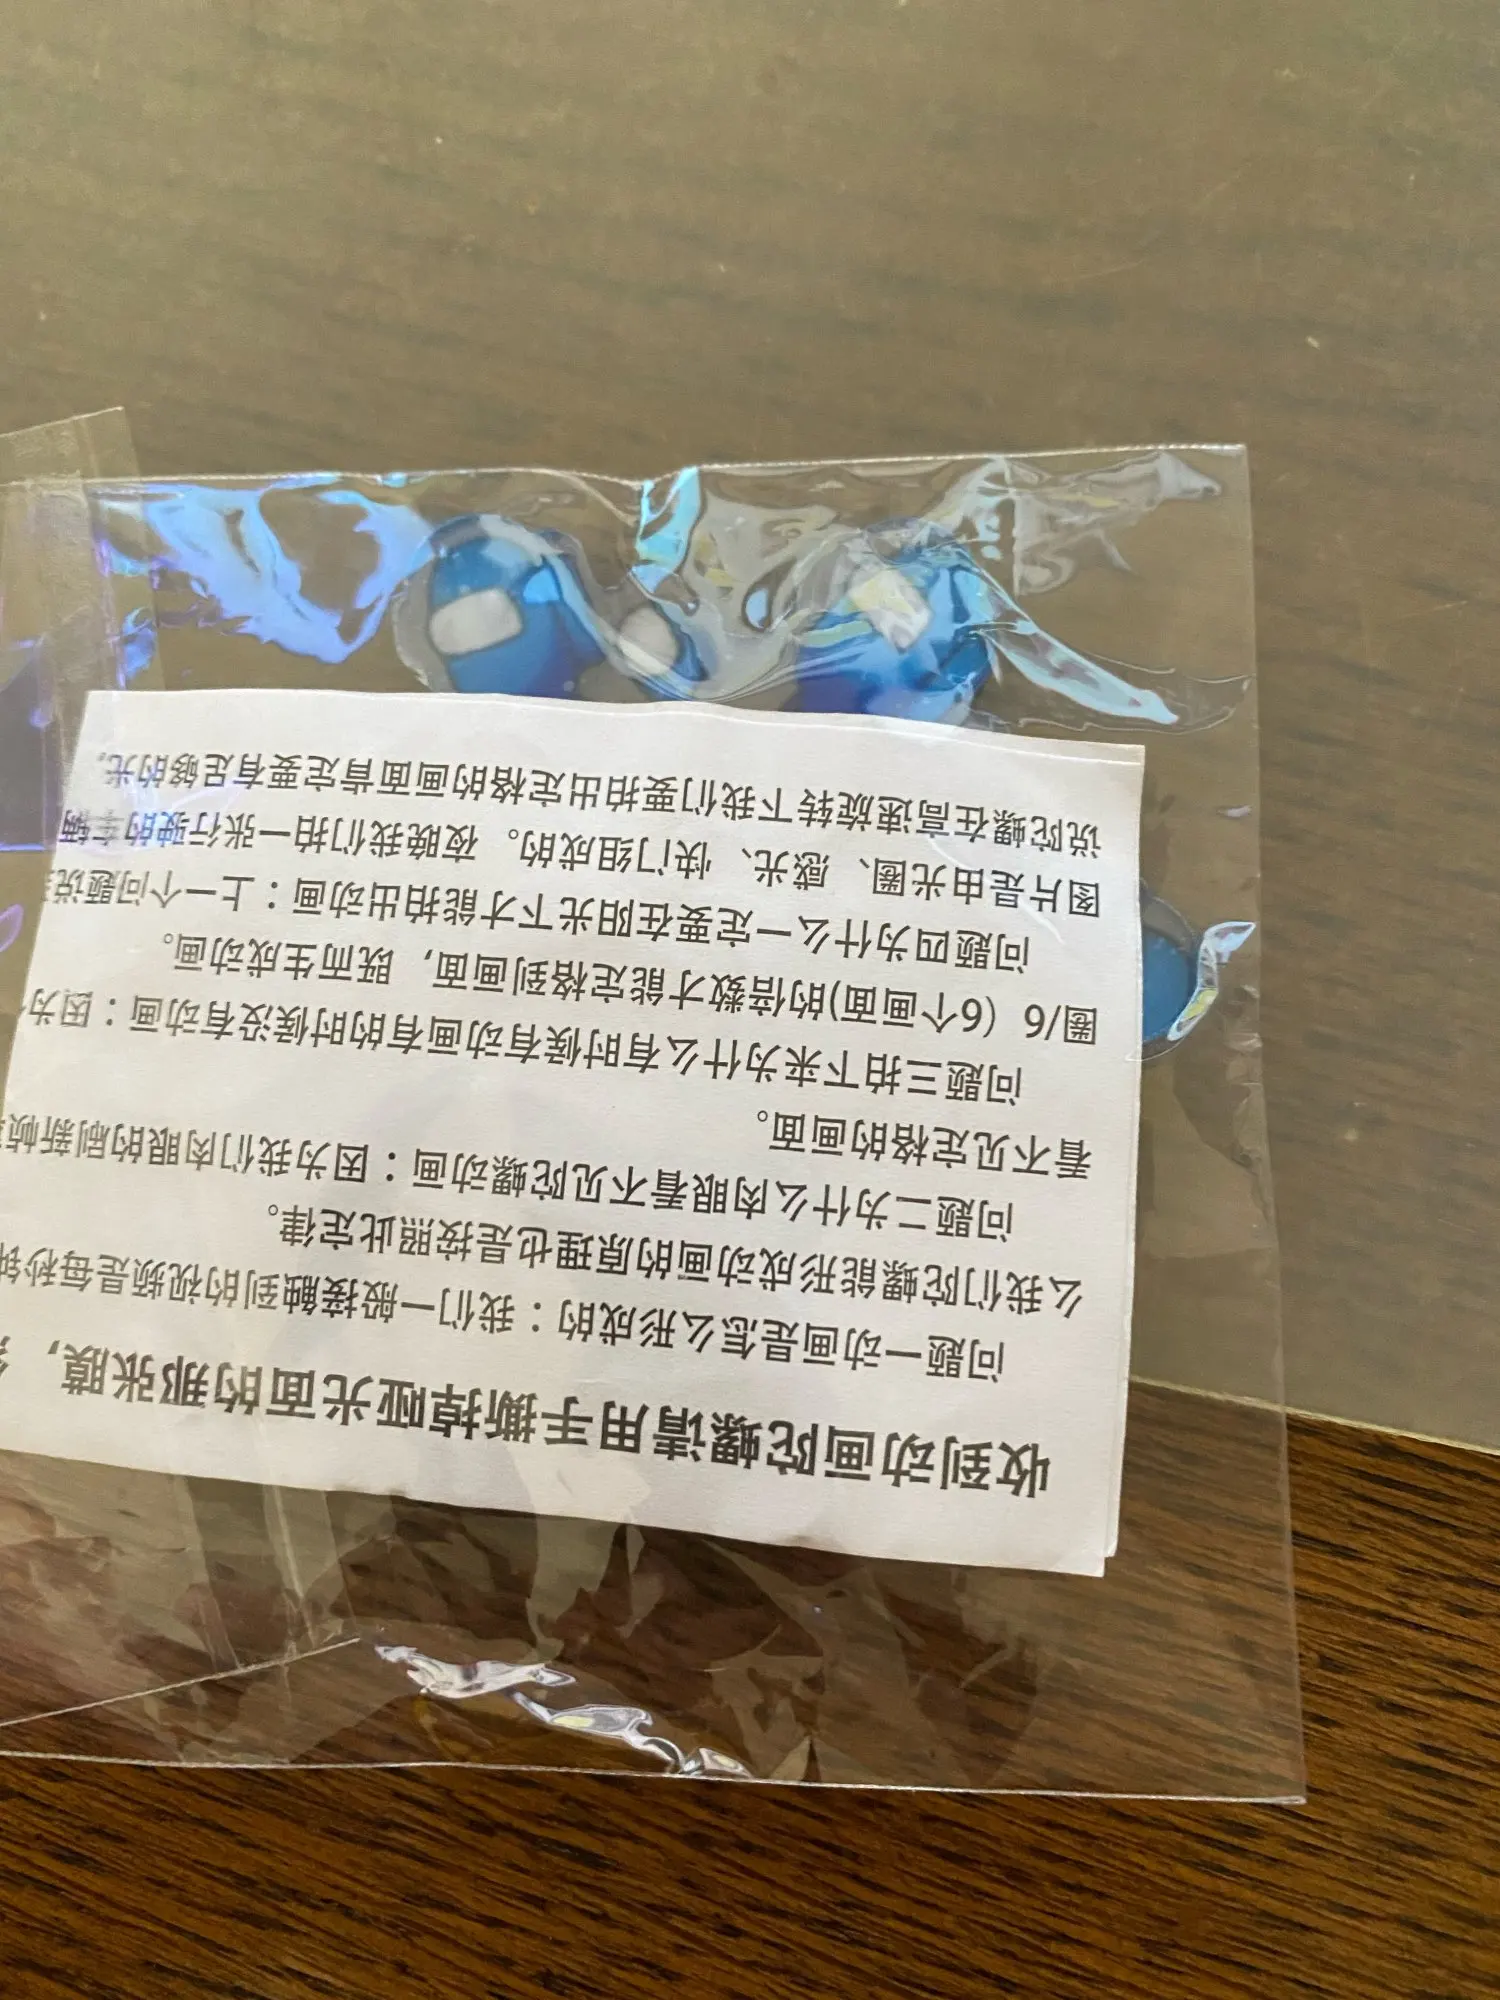 收到动画陀螺请用手撕掉哑光面的那张膜，
问题一动画是怎么形成的：我们一般接触到的视频是每秒钟
么我们陀螺能形成动画的原理也是按照此定律。
问题二为什么肉眼看不见陀螺动画：因为我们肉眼的刷新帧
看不见定格的画面。
问题三拍下来为什么有时候有动画有的时候没有动画：因为
圈/6（6个画面)的倍数才能定格到画面，既而生成动画。
问题四为什么一定要在阳光下才能拍出动画：上一个问题说
图片是由光圈、感光、快门组成的。夜晚我们拍一张行驶的车辆
说陀螺在高速旋转下我们要拍出定格的画面肯定要有足够的光，